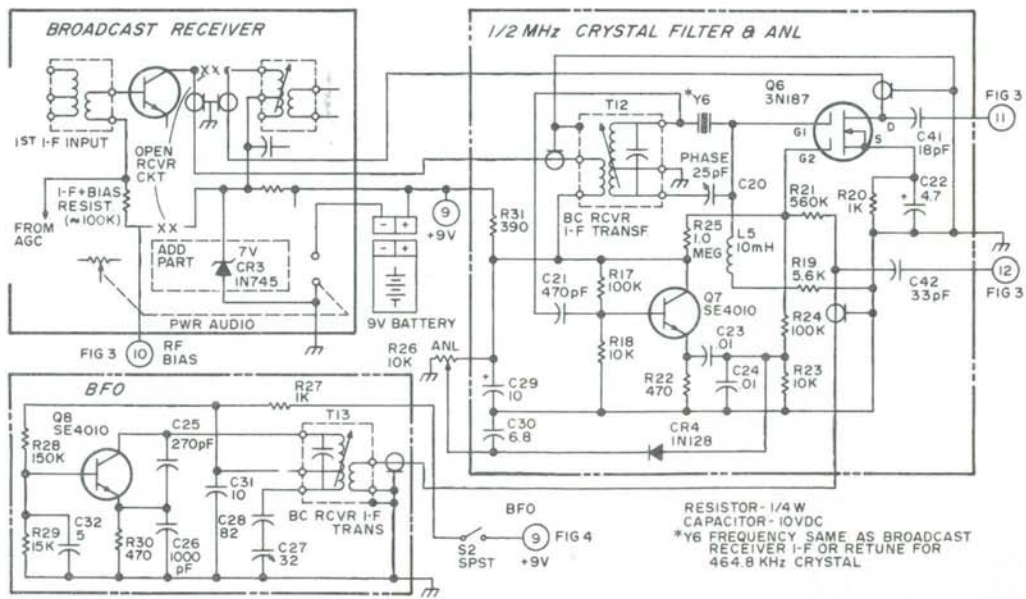 BROADCAST RECEIVER
1ST I-F INPUT
OPEN
RCVR
CKT
I-F+BIAS
RESIST
(≈100K)
FROM
AGC
X X
X X
ADD
PART
7V
CR3
IN745
PWR AUDIO
FIG 3
10
RF
BIAS
9
+9V
- -
+ +
9V BATTERY
1/2 MHz CRYSTAL FILTER & ANL
T12
*Y6
Q6
3N187
G1
G2
D
S
FIG 3
11
C41
18pF
PHASE
25pF
C20
BC RCVR
I-F TRANSF.
R31
390
R25
1.0
MEG
L5
10mH
R21
560K
R20
1K
C22
4.7
+
R19
5.6K
C42
33pF
12
FIG 3
C21
470pF
R17
100K
Q7
SE4010
R24
100K
C23
.01
C24
.01
R18
10K
R22
470
R23
10K
R26
10K
ANL
+
C29
10
C30
6.8
CR4
1N128
BFO
Q8
SE4010
R28
150K
C25
270pF
R27
1K
T13
C31
10
BC RCVR I-F
TRANS
R29
15K
C32
5
R30
470
C26
1000
pF
C28
82
C27
32
S2
SPST
BFO
9
FIG 4
+9V
RESISTOR-1/4W
CAPACITOR-10VDC
*Y6 FREQUENCY SAME AS BROADCAST
RECEIVER I-F OR RETUNE FOR
464.8 KHz CRYSTAL